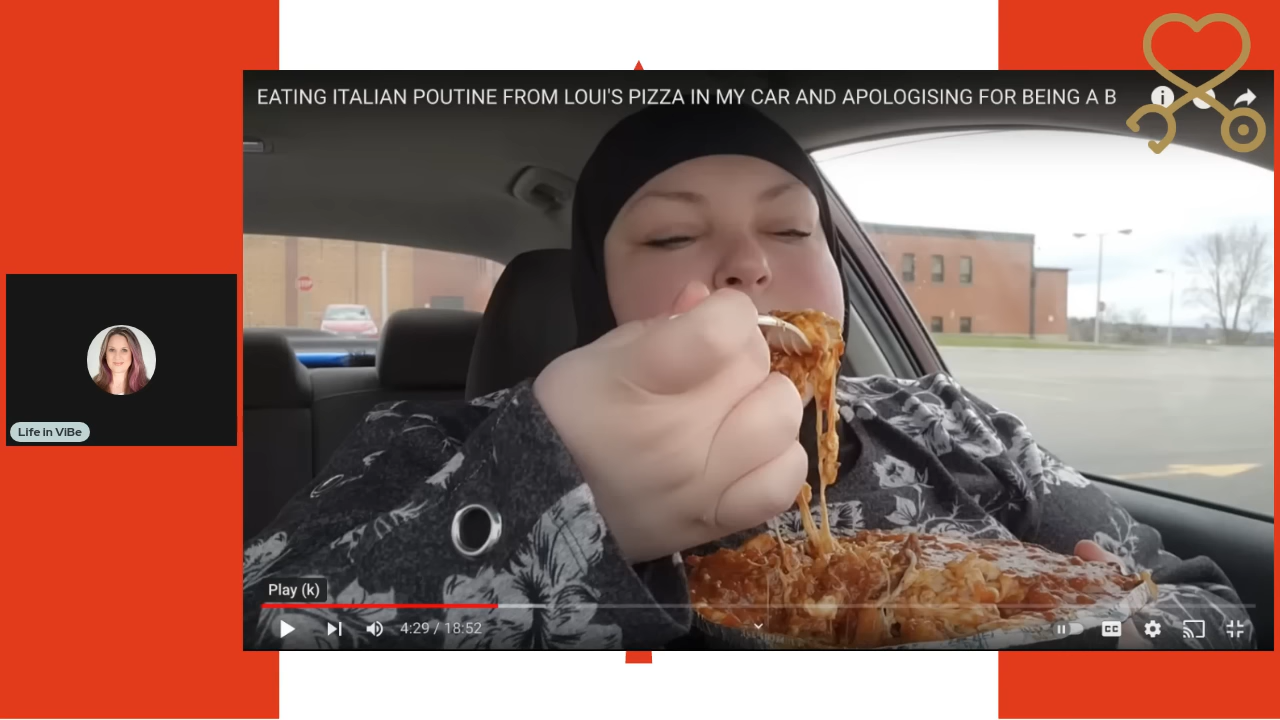 EATING ITALIAN POUTINE FROM LOUI'S PIZZA IN MY CAR AND APOLOGISING FOR BEING A B
Life in ViBe
Play (k)
4:29 / 18:52
CC